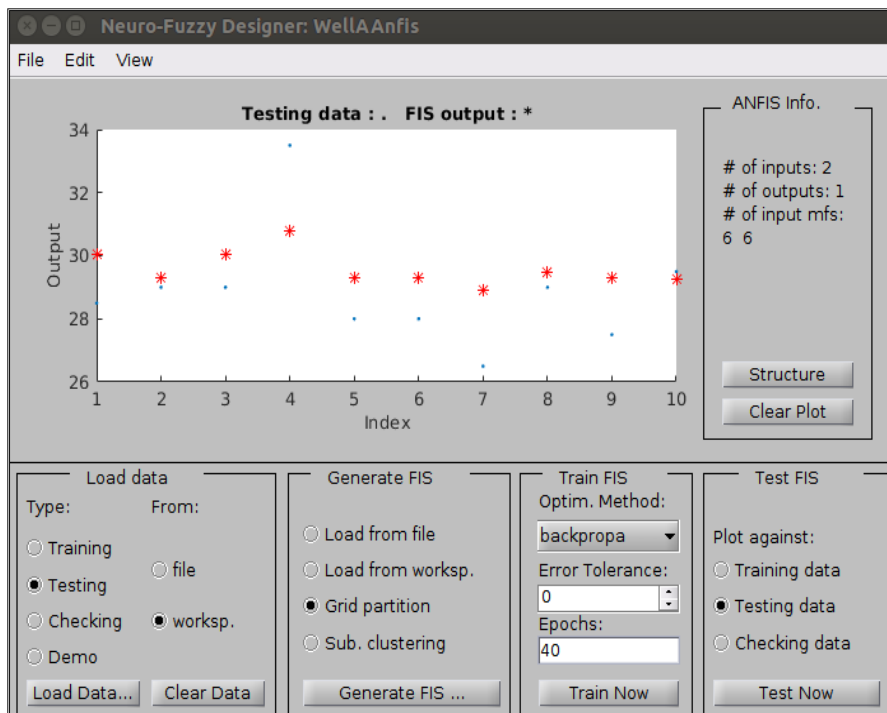 Neuro-Fuzzy Designer: WellAAnfis
File Edit View
Testing data : . FIS output : *
34
32
30
28
26
Output
1 2 3 4 5 6 7 8 9 10
Index
ANFIS Info.
# of inputs: 2
# of outputs: 1
# of input mfs:
6 6
Structure
Clear Plot
Load data
Type: From:
Training
Testing
Checking
Demo
file
worksp.
Load Data... Clear Data
Generate FIS
Load from file
Load from worksp.
Grid partition
Sub. clustering
Generate FIS ...
Train FIS
Optim. Method:
backpropa
Error Tolerance:
0
Epochs:
40
Train Now
Test FIS
Plot against:
Training data
Testing data
Checking data
Test Now